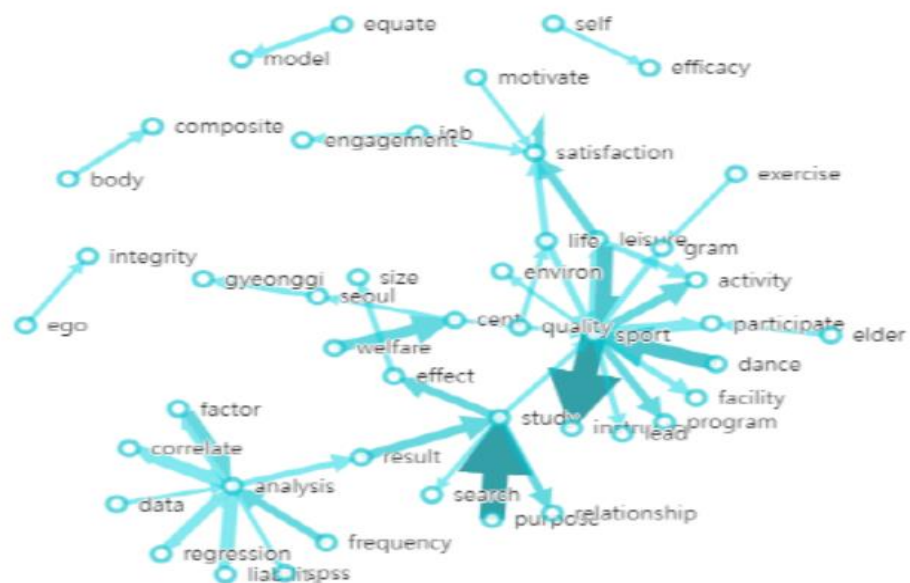 equate
self
model
efficacy
motivate
composite
job
engagement
satisfaction
body
exercise
life
leisure
gram
integrity
environ
gyeonggi
size
activity
seoul
ego
cent
quality
sport
participate
elder
welfare
dance
effect
facility
factor
study
program
lead
correlate
result
analysis
search
data
purpose
relationship
frequency
regression
spss